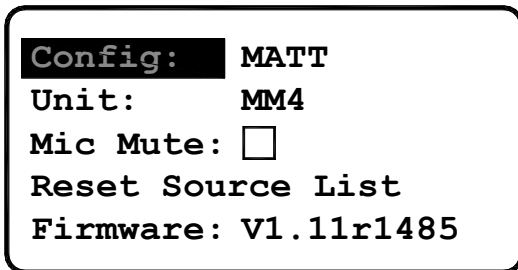 Config: MATT
Unit: MM4
Mic Mute:
Reset Source List
Firmware: V1.11r1485